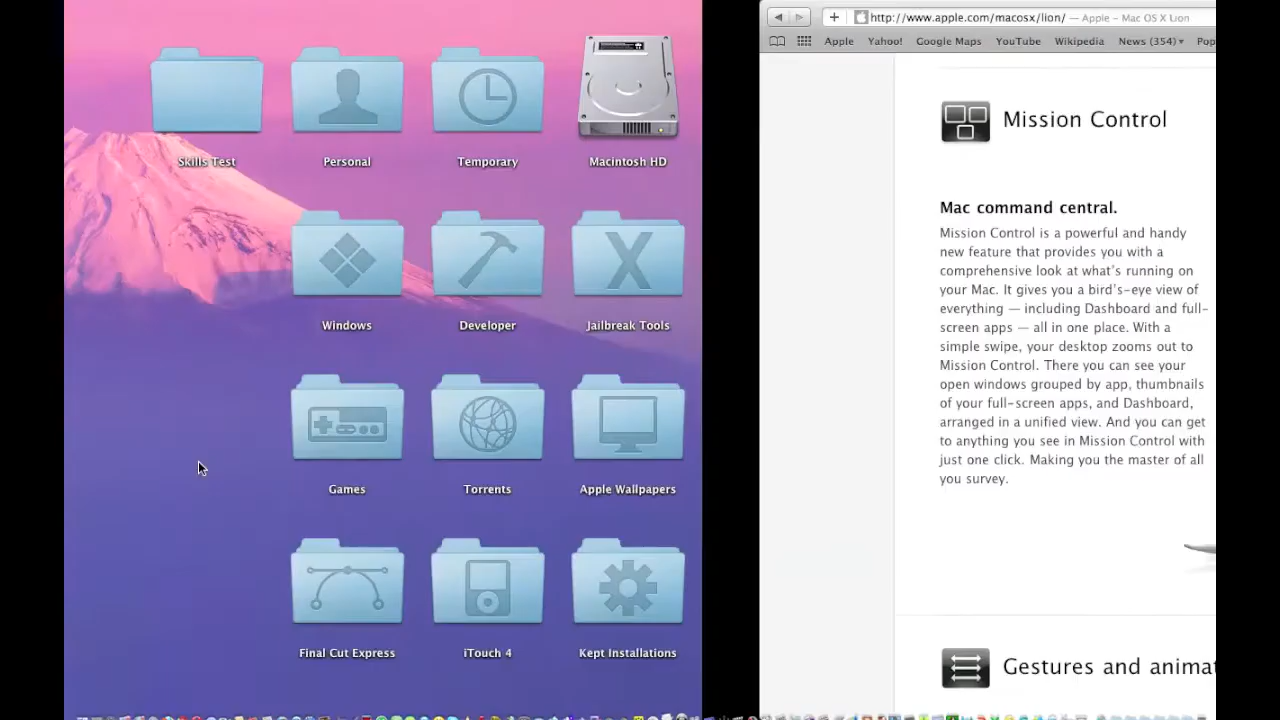 Skills Test
Personal
Temporary
Macintosh HD
Windows
Developer
Jailbreak Tools
Games
Torrents
Apple Wallpapers
Final Cut Express
iTouch 4
Kept Installations
http://www.apple.com/macosx/lion/ — Apple – Mac OS X Lion
Apple Yahoo! Google Maps YouTube Wikipedia News (354) Pop
Mission Control
Mac command central.
Mission Control is a powerful and handy
new feature that provides you with a
comprehensive look at what's running on
your Mac. It gives you a bird's-eye view of
everything — including Dashboard and full-
screen apps — all in one place. With a
simple swipe, your desktop zooms out to
Mission Control. There you can see your
open windows grouped by app, thumbnails
of your full-screen apps, and Dashboard,
arranged in a unified view. And you can get
to anything you see in Mission Control with
just one click. Making you the master of all
you survey.
Gestures and animat